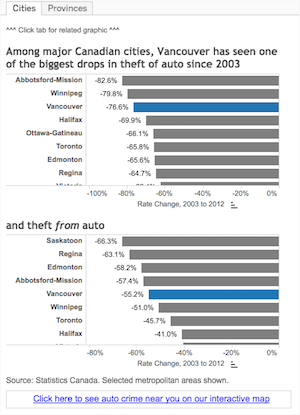 Cities Provinces
^^^ Click tab for related graphic ^^^
Among major Canadian cities, Vancouver has seen one
of the biggest drops in theft of auto since 2003
Abbotsford-Mission -82.6%
Winnipeg -79.8%
Vancouver -76.6%
Halifax -69.9%
Ottawa-Gatineau -66.1%
Toronto -65.8%
Edmonton -65.6%
Regina -64.7%
-100% -80% -60% -40% -20% 0%
Rate Change, 2003 to 2012
and theft from auto
Saskatoon -66.3%
Regina -63.1%
Edmonton -58.2%
Abbotsford-Mission -57.4%
Vancouver -55.2%
Winnipeg -51.0%
Toronto -45.7%
Halifax -41.0%
-80% -60% -40% -20% 0%
Rate Change, 2003 to 2012
Source: Statistics Canada. Selected metropolitan areas shown.
Click here to see auto crime near you on our interactive map